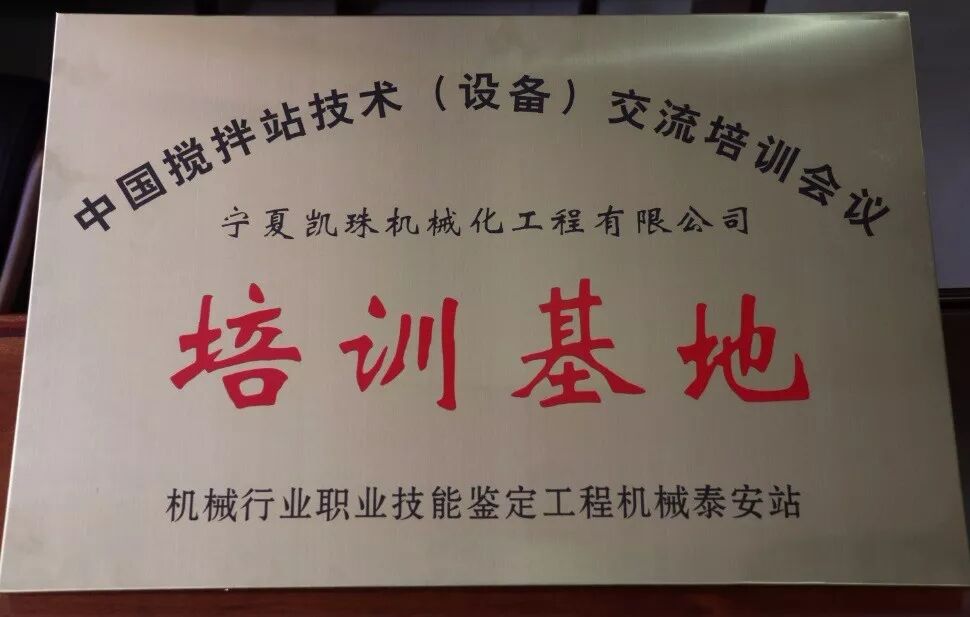 中国搅拌站技术（设备）交流培训会议
宁夏凯珠机械化工程有限公司
培训基地
机械行业职业技能鉴定工程机械泰安站